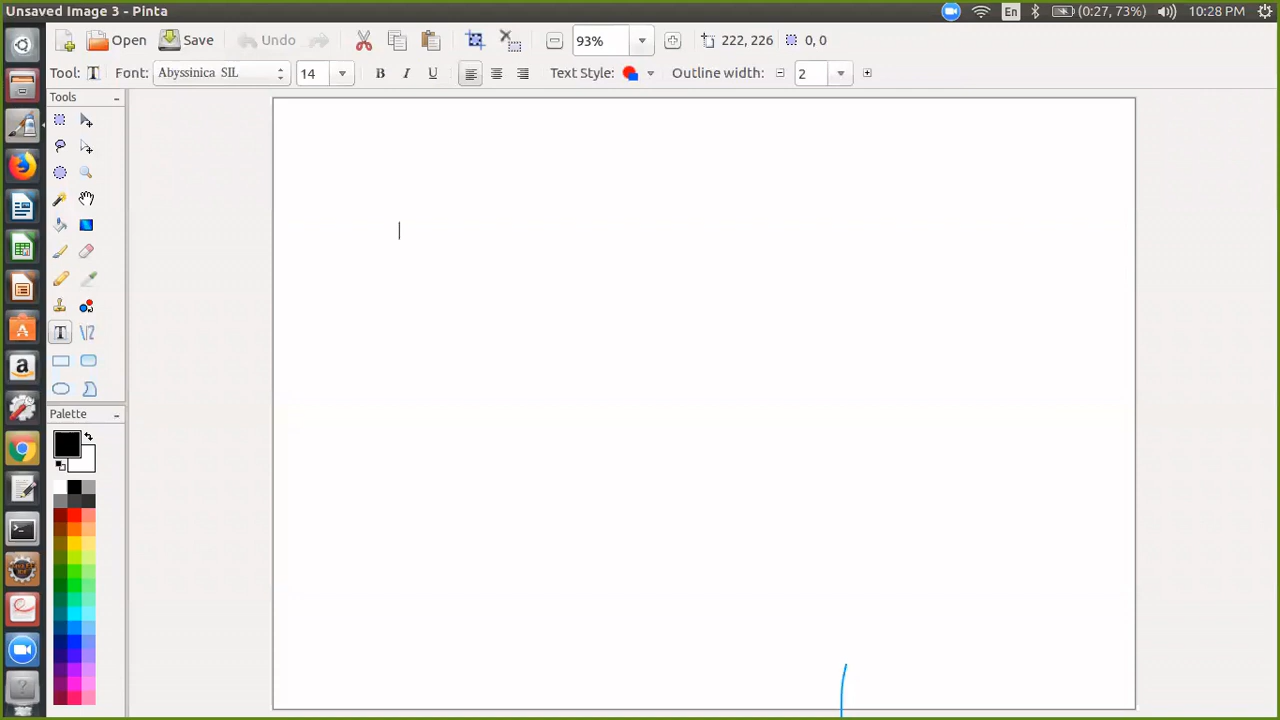 Unsaved Image 3 - Pinta
En
(0:27, 73%)
10:28 PM
Open
Save
Undo
93%
222, 226
0, 0
Tool:
T
Font:
Abyssinica SIL
14
B
I
U
Text Style:
Outline width:
2
Tools
T
Palette